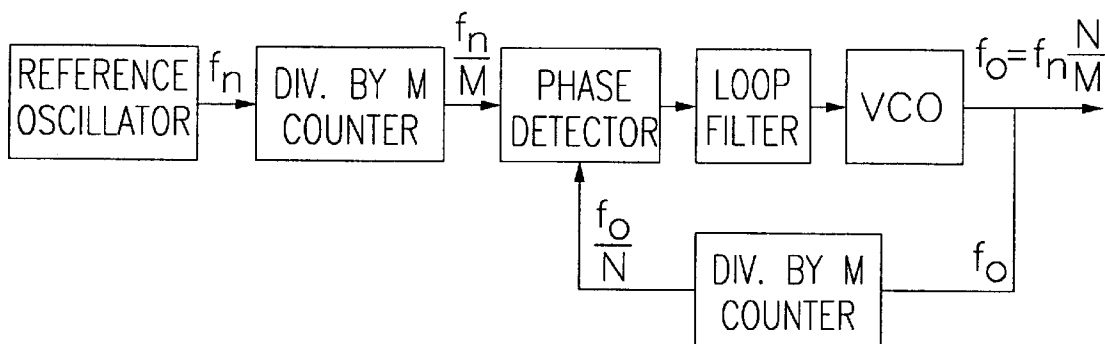 REFERENCE
OSCILLATOR
fn
DIV. BY M
COUNTER
fn
M
PHASE
DETECTOR
LOOP
FILTER
VCO
fo=fn N
M
fo
N
DIV. BY M
COUNTER
fo